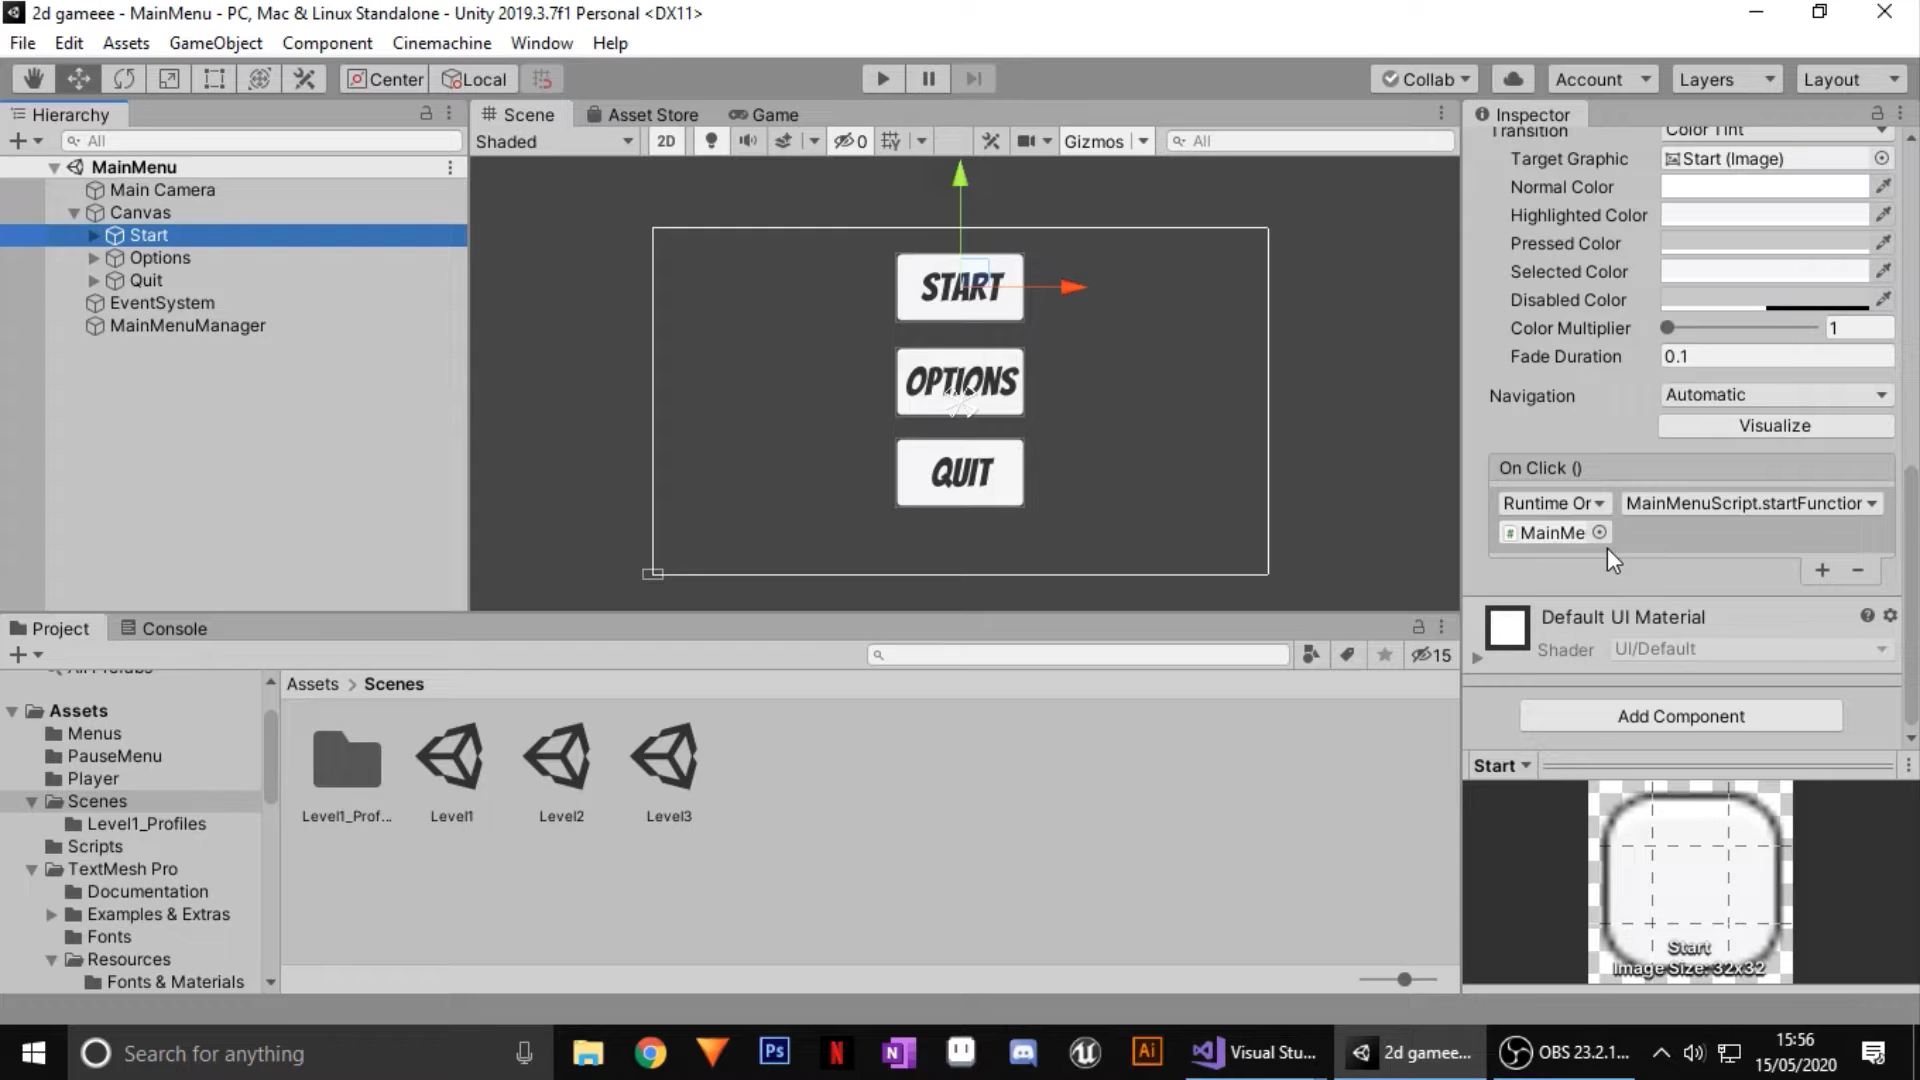 2d gameee - MainMenu - PC, Mac & Linux Standalone - Unity 2019.3.7f1 Personal <DX11>
File Edit Assets GameObject Component Cinemachine Window Help
Center Local Collab Account Layers Layout
Hierarchy
All
MainMenu
Main Camera
Canvas
Start
Options
Quit
EventSystem
MainMenuManager
Scene Asset Store Game
Shaded 2D 0 Gizmos All
START
OPTIONS
QUIT
Inspector
Target Graphic Start (Image)
Normal Color
Highlighted Color
Pressed Color
Selected Color
Disabled Color
Color Multiplier 1
Fade Duration 0.1
Navigation Automatic
Visualize
On Click ()
Runtime Or MainMenuScript.startFunction
MainMe
Default UI Material
Shader UI/Default
Add Component
Start
Start
Image Size: 32x32
Project Console
15
Assets
Menus
PauseMenu
Player
Scenes
Level1_Profiles
Scripts
TextMesh Pro
Documentation
Examples & Extras
Fonts
Resources
Fonts & Materials
Assets > Scenes
Level1_Prof... Level1 Level2 Level3
Search for anything
Ps
N
Ai
Visual Stu...
2d gameee...
OBS 23.2.1...
15:56
15/05/2020